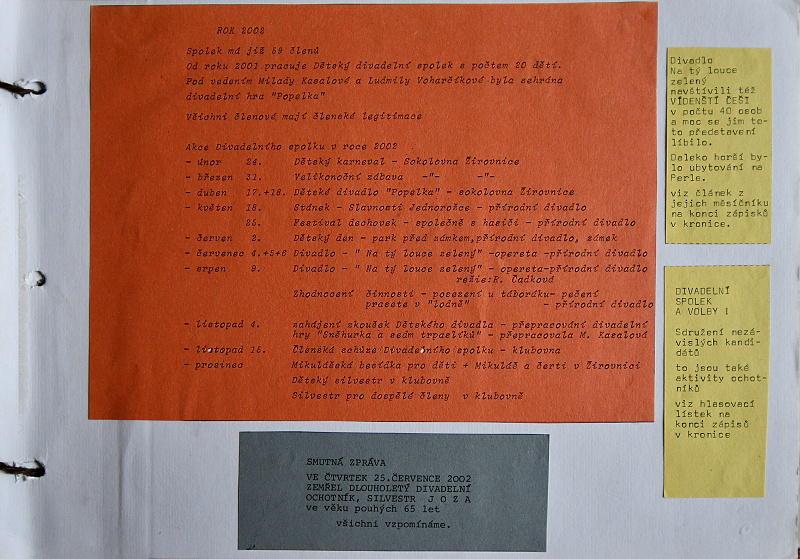 ROK 2002
Spolek má již 59 členů
Od roku 2001 pracuje Dětský divadelní spolek s počtem 20 dětí.
Pod vedením Milady Kasalové a Ludmily Voharčíkové byla sehrána
divadelní hra "Popelka"
Všichni členové mají členské legitimace
Akce Divadelního spolku v roce 2002
- únor 24. Dětský karneval - Sokolovna Žirovnice
- březen 31. Velikonoční zábava -"- -"-
- duben 17.+18. Dětské divadlo "Popelka" - sokolovna Žirovnice
- květen 18. Stánek - Slavnosti Jednorožce - přírodní divadlo
25. Festival dechovek - společně s hasiči - přírodní divadlo
- červen 2. Dětský den - park před zámkem,přírodní divadlo, zámek
- červenec 4.+5+6 Divadlo - " Na tý louce zelený" -opereta -přírodní divadlo
- srpen 9. Divadlo - " Na tý louce zelený" - opereta-přírodní divadlo
režie:R. Čadková
Zhodnocení činnosti - posezení u táboráku- pečení
prasete v "lodně" - přírodní divadlo
- listopad 4. zahájení zkoušek Dětského divadla - přepracování divadelní
hry "Sněhurka a sedm trpaslíků" - přepracovala M. Kasalová
- listopad 15. Členská schůze Divadelního spolku - klubovna
- prosinec Mikulášská besídka pro děti + Mikuláš a čerti v Žirovnici
Dětský silvestr v klubovně
Silvestr pro dospělé členy v klubovně
Divadlo
Na tý louce
zelený
navštívili též
VÍDENŠTÍ ČEŠI
v počtu 40 osob
a moc se jim to-
to představení
líbilo.
Daleko horší by-
lo ubytování na
Perle.
viz článek z
jejich měsíčníku
na konci zápisků
v kronice.
DIVADELNÍ
SPOLEK
A VOLBY !
Sdružení nezá-
vislých kandi-
dátů
to jsou také
aktivity ochot-
níků
viz hlasovací
lístek na
konci zápisů
v kronice
SMUTNÁ ZPRÁVA
VE ČTVRTEK 25.ČERVENCE 2002
ZEMŘEL DLOUHOLETÝ DIVADELNÍ
OCHOTNÍK, SILVESTR J O Z A
ve věku pouhých 65 let
všichni vzpomínáme.